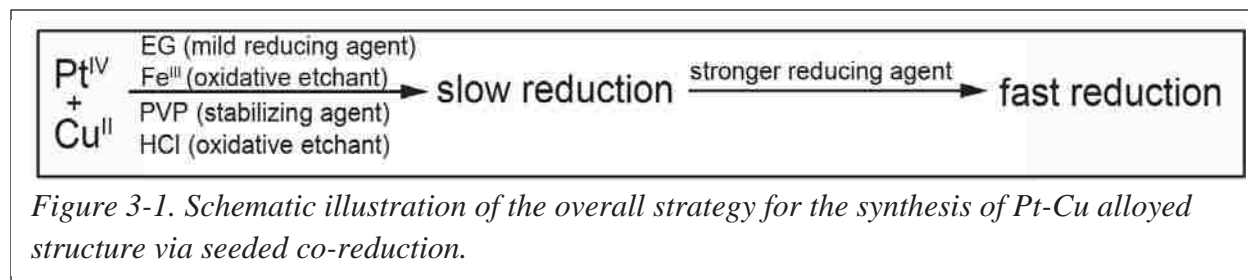 EG (mild reducing agent)
Pt^IV
Fe^III (oxidative etchant)
+
slow reduction
stronger reducing agent
fast reduction
PVP (stabilizing agent)
Cu^II
HCl (oxidative etchant)
Figure 3-1. Schematic illustration of the overall strategy for the synthesis of Pt-Cu alloyed
structure via seeded co-reduction.